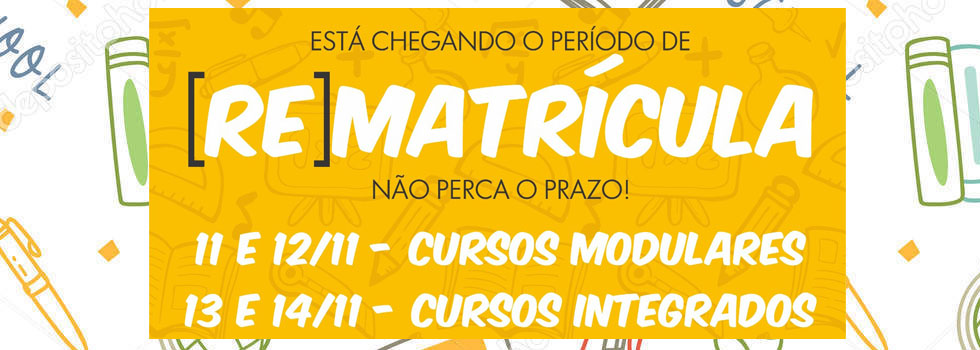 ESTÁ CHEGANDO O PERÍODO DE
[RE]MATRÍCULA
NÃO PERCA O PRAZO!
11 E 12/11 - CURSOS MODULARES
13 E 14/11 - CURSOS INTEGRADOS